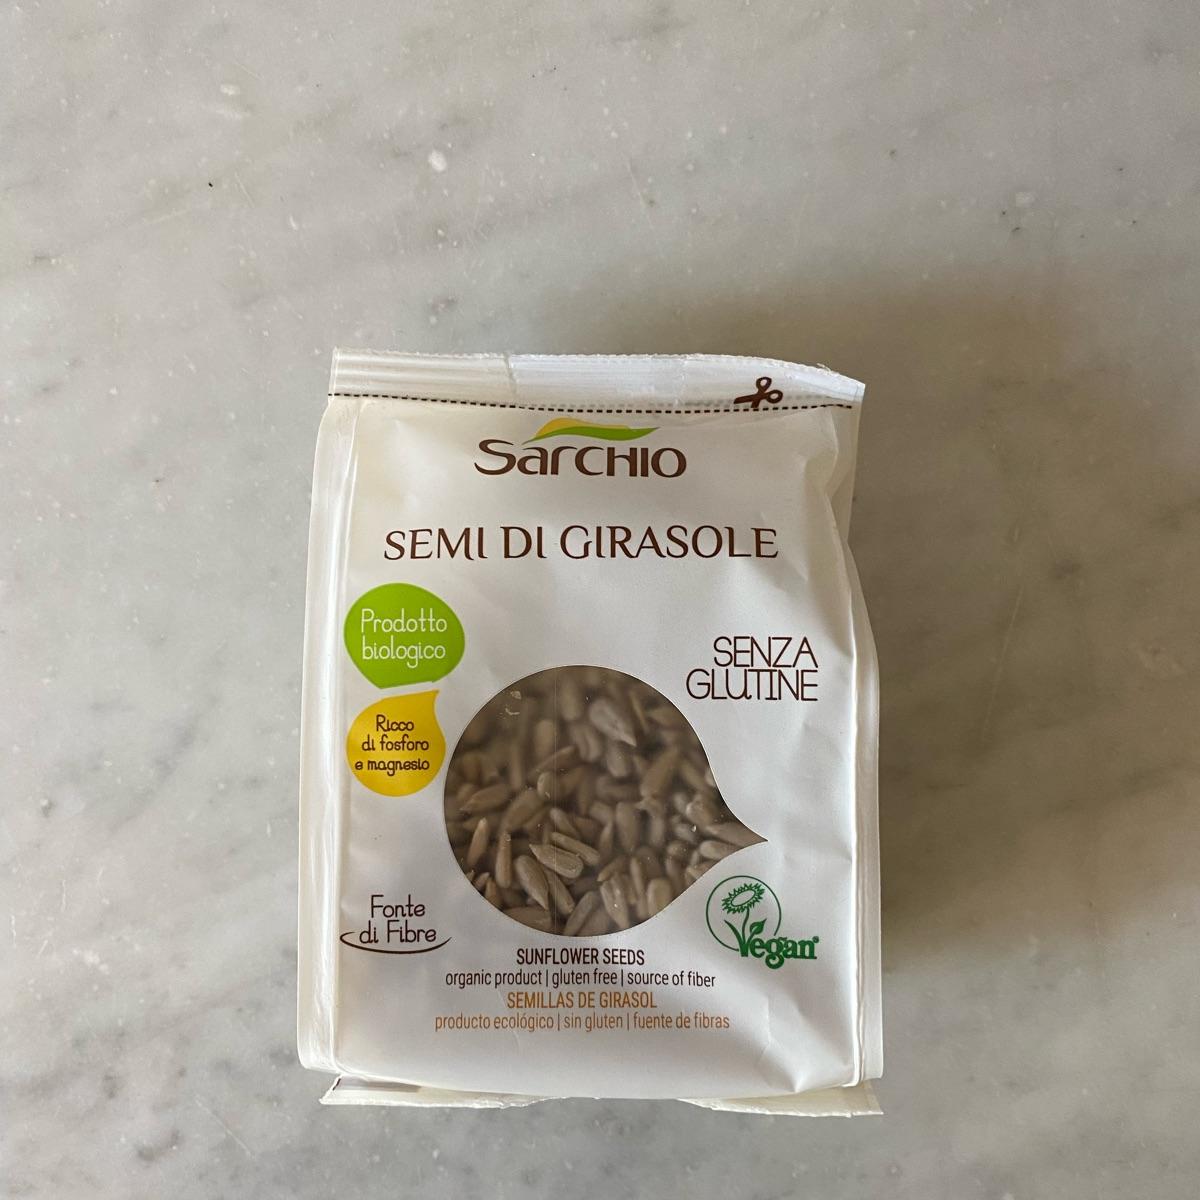 Sarchio
SEMI DI GIRASOLE
Prodotto
biologico
Ricco
di fosforo
e magnesio
SENZA
GLUTINE
Fonte
di Fibre
Vegan®
SUNFLOWER SEEDS
organic product | gluten free | source of fiber
SEMILLAS DE GIRASOL
producto ecológico | sin gluten | fuente de fibras